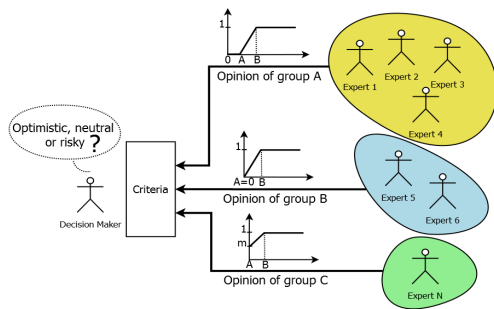 1
0 A B
Opinion of group A
Expert 1
Expert 2
Expert 3
Expert 4
Optimistic, neutral
or risky ?
Decision Maker
Criteria
1
A=0 B
Opinion of group B
Expert 5
Expert 6
1
m
A B
Opinion of group C
Expert N